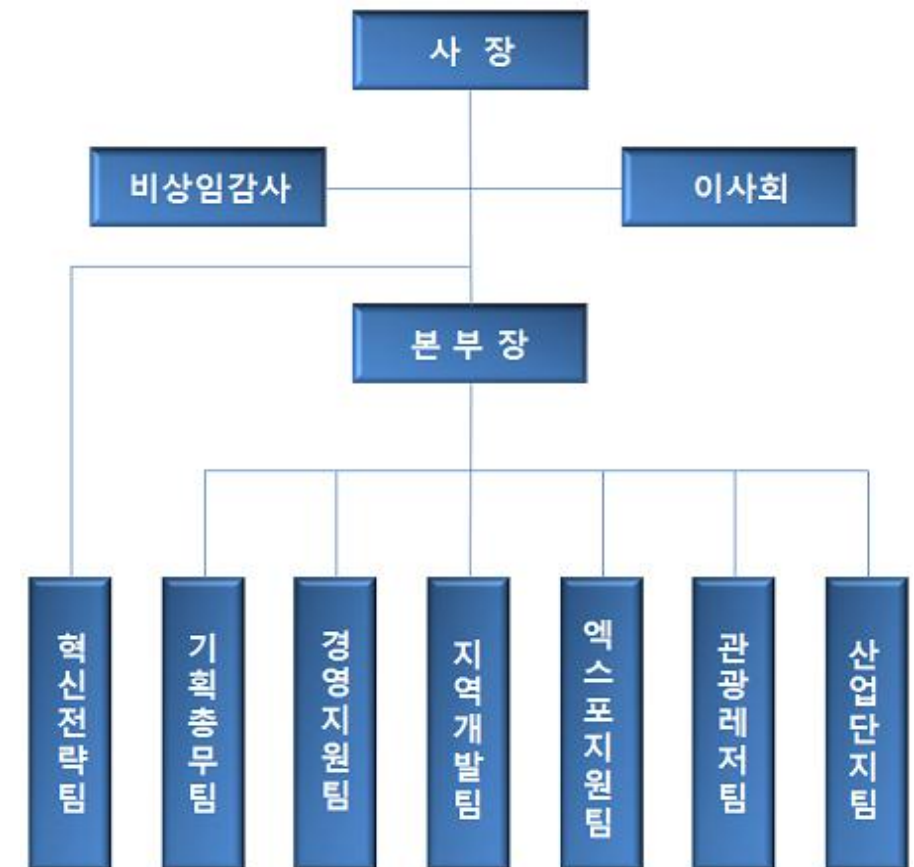 사 장
비상임감사
이사회
본 부 장
혁신전략팀
기획총무팀
경영지원팀
지역개발팀
엑스포지원팀
관광레저팀
산업단지팀